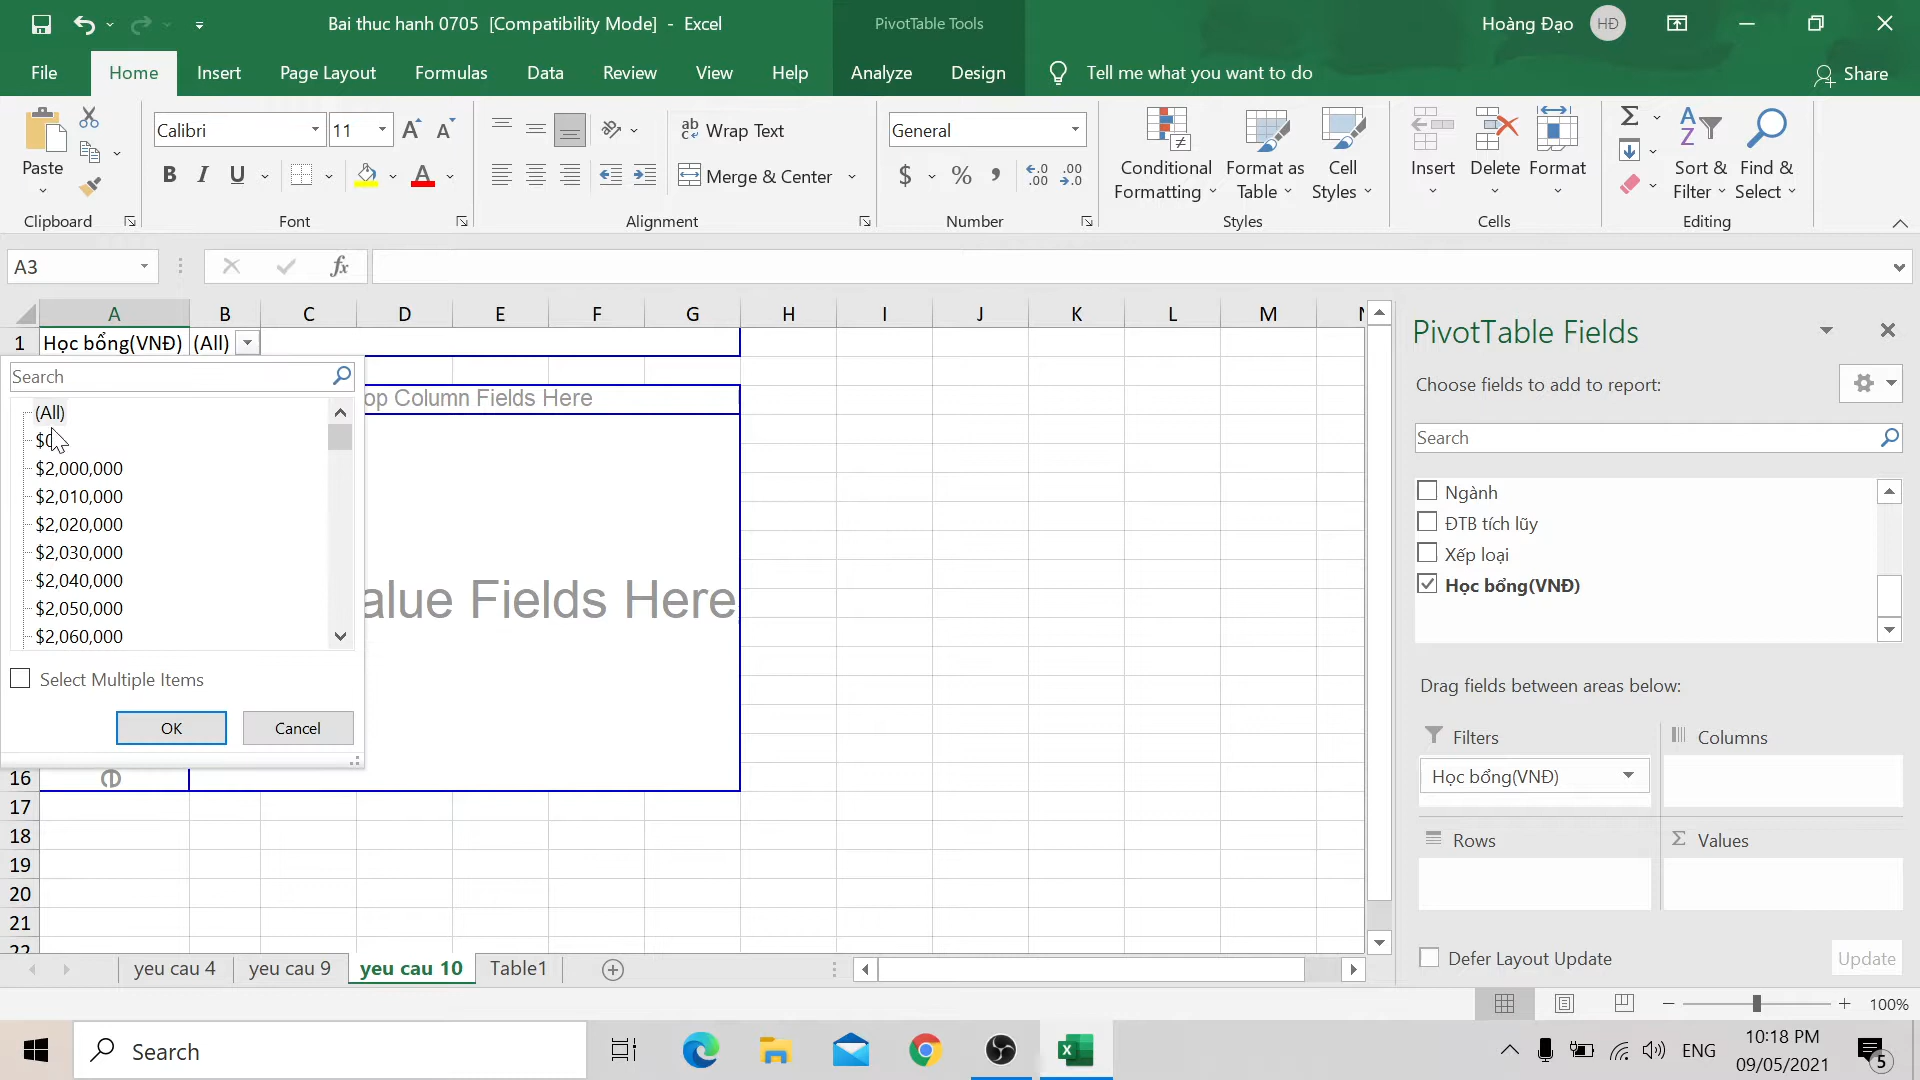 Bai thuc hanh 0705 [Compatibility Mode] - Excel
PivotTable Tools
Hoàng Đạo
HĐ
File
Home
Insert
Page Layout
Formulas
Data
Review
View
Help
Analyze
Design
Tell me what you want to do
Share
Paste
Clipboard
Calibri
11
B I U
Font
Wrap Text
Merge & Center
Alignment
General
$ % ,
Number
Conditional
Formatting
Format as
Table
Cell
Styles
Styles
Insert
Delete
Format
Cells
Sort &
Filter
Find &
Select
Editing
A3
fx
A B C D E F G H I J K L M
1 Học bổng(VNĐ) (All)
Search
(All)
$2,000,000
$2,010,000
$2,020,000
$2,030,000
$2,040,000
$2,050,000
$2,060,000
Select Multiple Items
OK
Cancel
op Column Fields Here
alue Fields Here
16
17
18
19
20
21
22
PivotTable Fields
Choose fields to add to report:
Search
Ngành
ĐTB tích lũy
Xếp loại
Học bổng(VNĐ)
Drag fields between areas below:
Filters
Columns
Học bổng(VNĐ)
Rows
Values
Defer Layout Update
Update
yeu cau 4
yeu cau 9
yeu cau 10
Table1
100%
Search
ENG
10:18 PM
09/05/2021
5